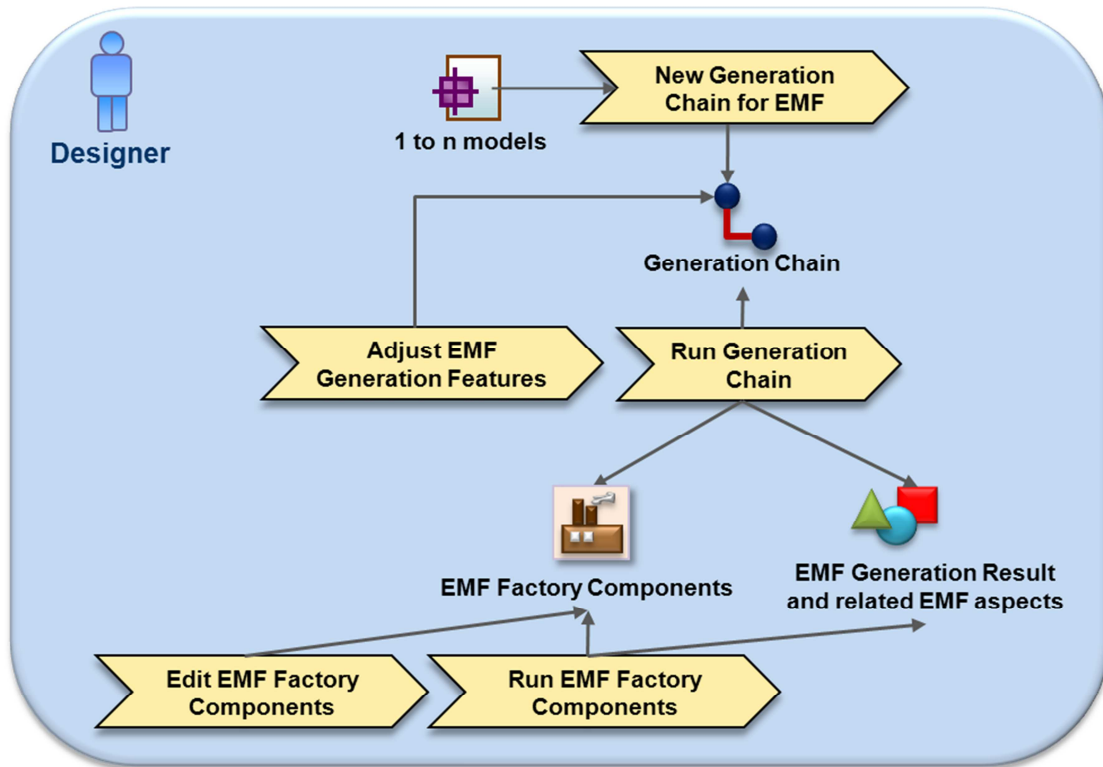 New Generation
Chain for EMF
Designer
1 to n models
Generation Chain
Adjust EMF
Generation Features
Run Generation
Chain
EMF Factory Components
EMF Generation Result
and related EMF aspects
Edit EMF Factory
Components
Run EMF Factory
Components